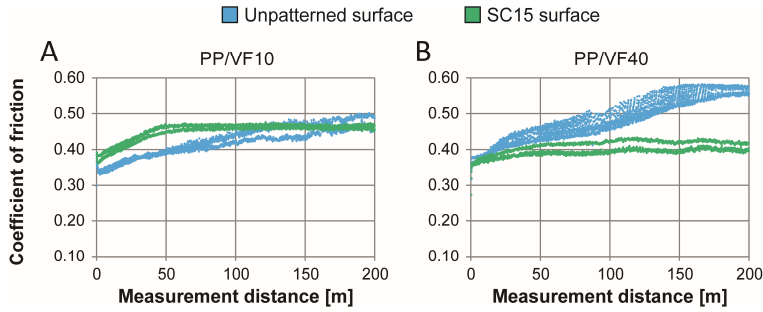 Unpatterned surface SC15 surface
A PP/VF10
B PP/VF40
Coefficient of friction
0.60
0.50
0.40
0.30
0.20
0.10
0 50 100 150 200
Measurement distance [m]
0.60
0.50
0.40
0.30
0.20
0.10
0 50 100 150 200
Measurement distance [m]